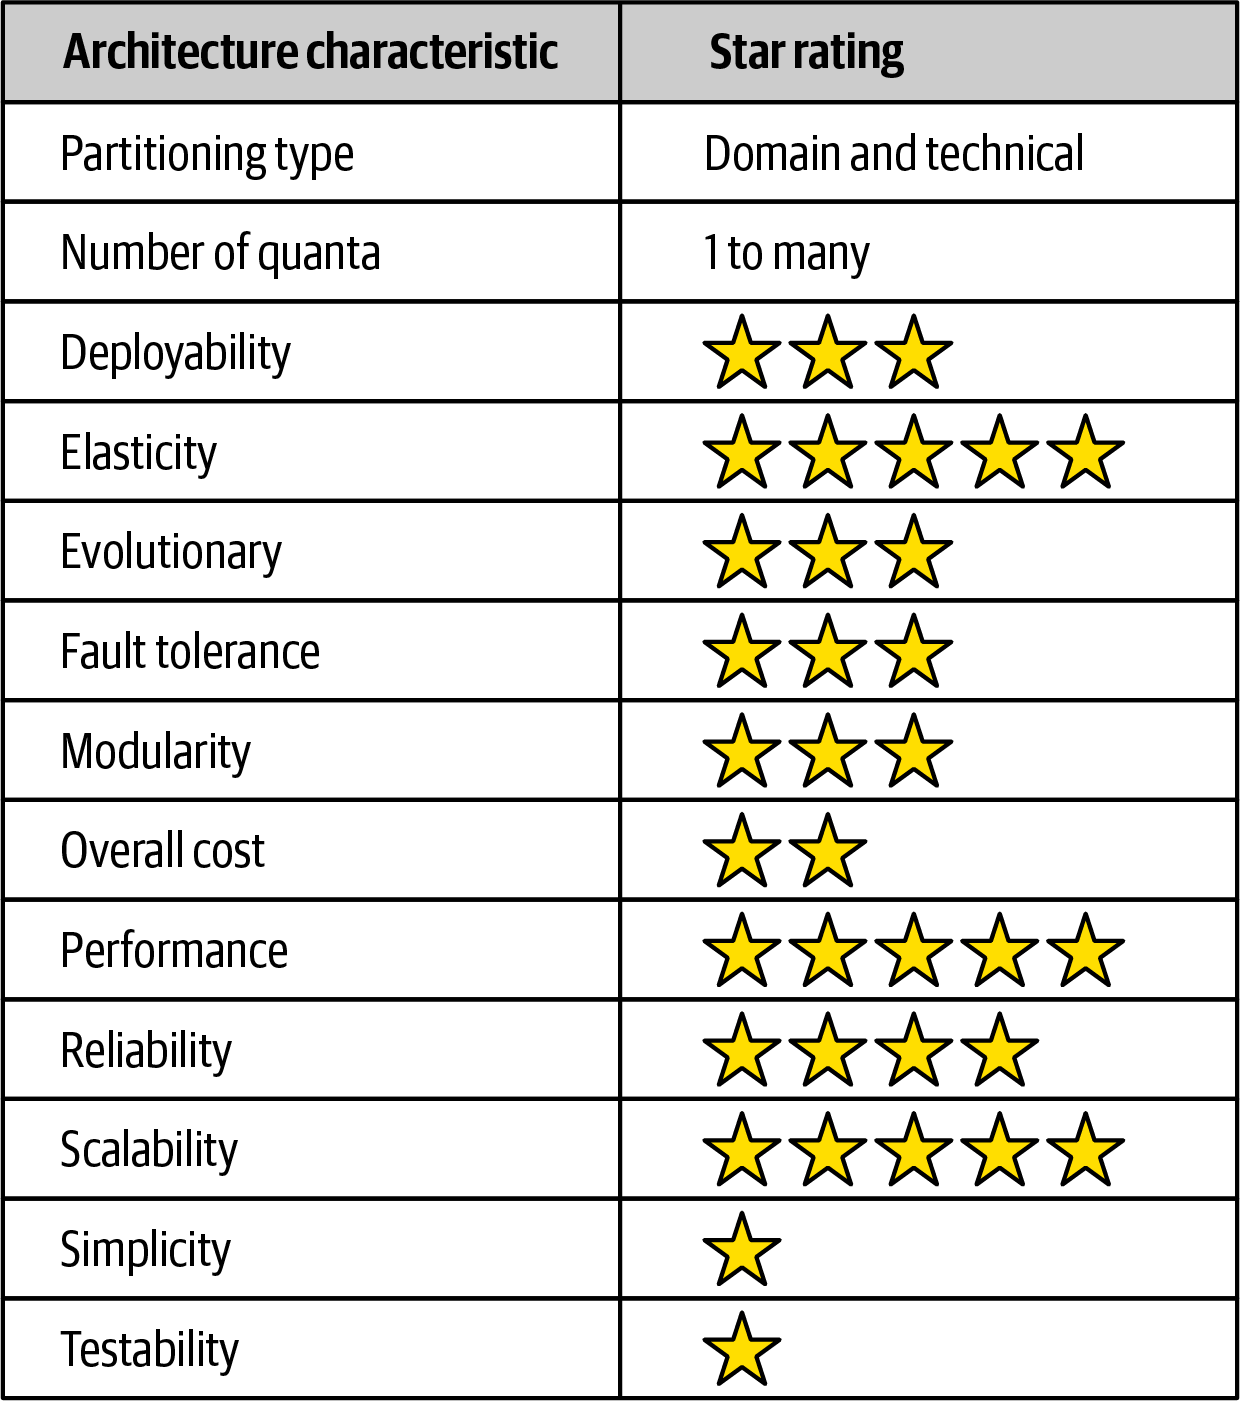 Architecture characteristic Star rating
Partitioning type Domain and technical
Number of quanta 1 to many
Deployability
Elasticity
Evolutionary
Fault tolerance
Modularity
Overall cost
Performance
Reliability
Scalability
Simplicity
Testability